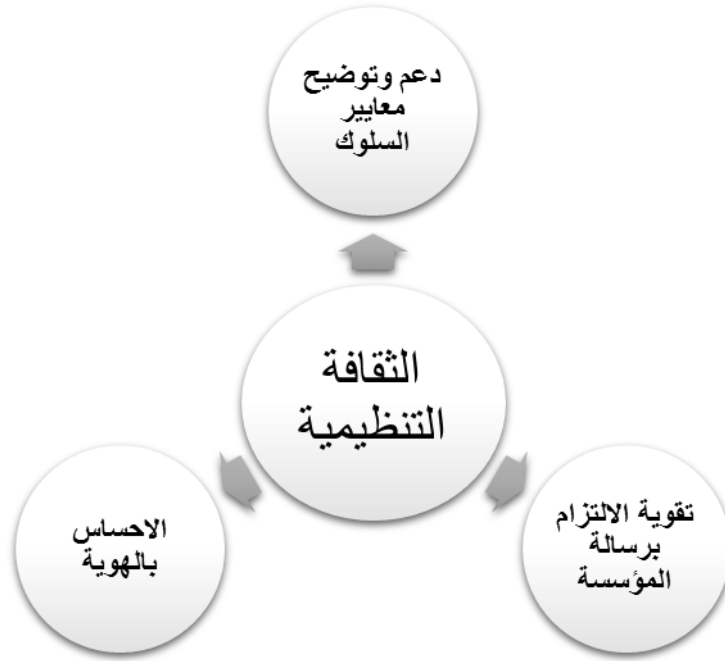 دعم وتوضيح
معايير
السلوك
الثقافة
التنظيمية
تقوية الالتزام
برسالة
المؤسسة
الاحساس
بالهوية